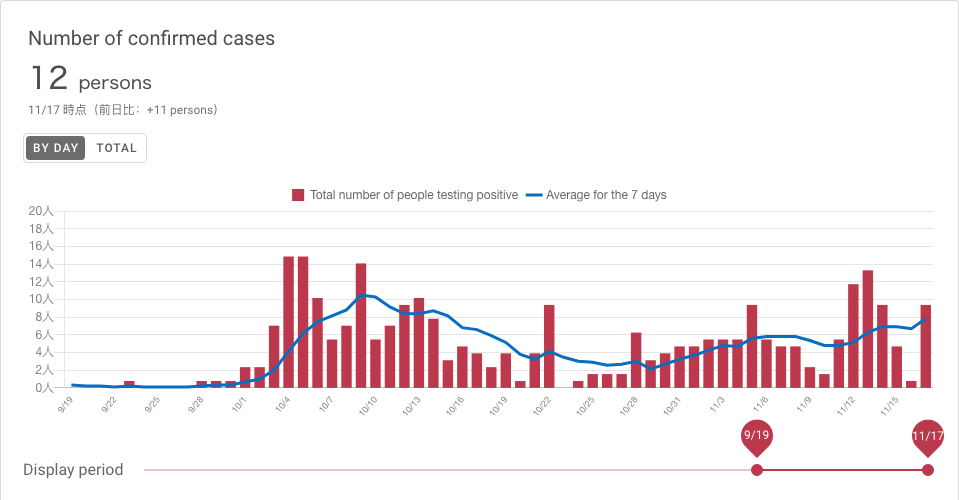 Number of confirmed cases
12 persons
11/17 時点（前日比：+11 persons）
BY DAY TOTAL
Total number of people testing positive Average for the 7 days
20人
18人
16人
14人
12人
10人
8人
6人
4人
2人
0人
9/19 9/22 9/25 9/28 10/1 10/4 10/7 10/10 10/13 10/16 10/19 10/22 10/25 10/28 10/31 11/3 11/6 11/9 11/12 11/15
9/19 11/17
Display period